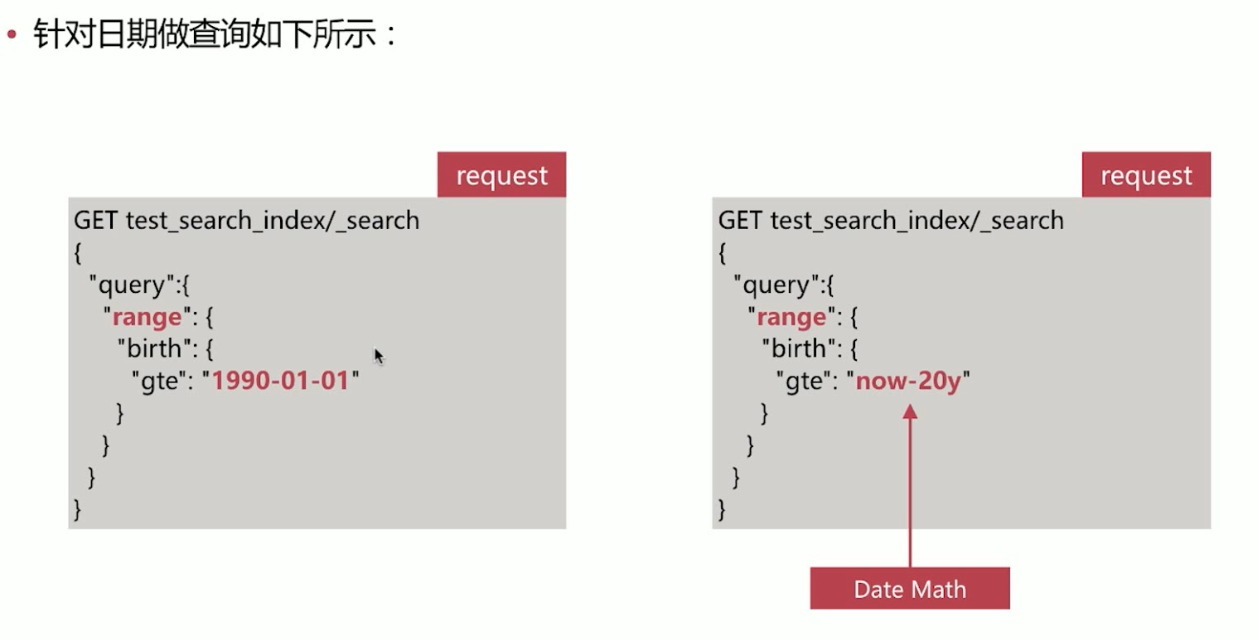 • 针对日期做查询如下所示：
request
GET test_search_index/_search
{
"query":{
"range": {
"birth": {
"gte": "1990-01-01"
}
}
}
}
request
GET test_search_index/_search
{
"query":{
"range": {
"birth": {
"gte": "now-20y"
}
}
}
}
Date Math